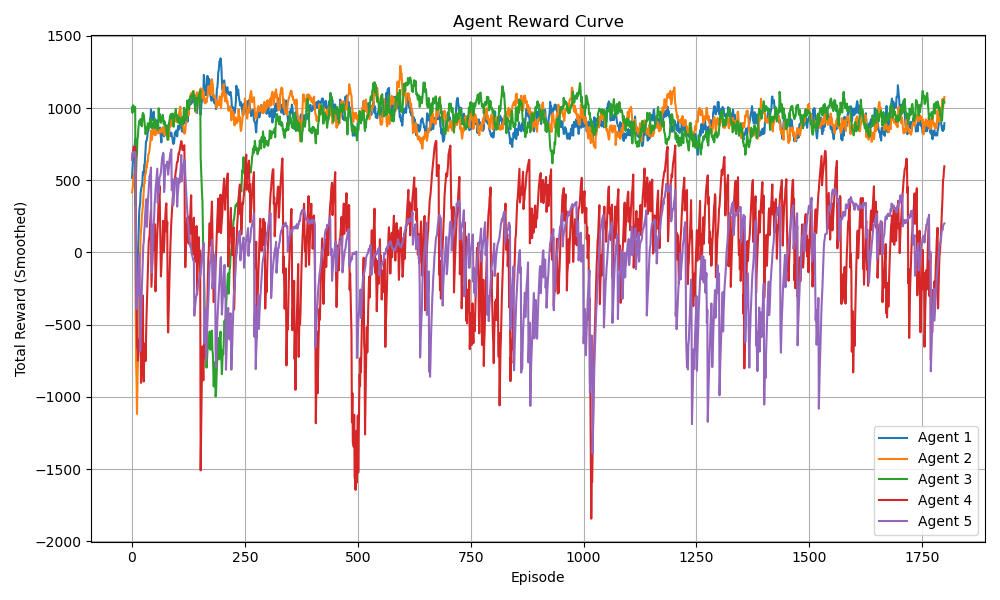 Agent Reward Curve
1500
1000
500
0
−500
−1000
−1500
−2000
Total Reward (Smoothed)
0 250 500 750 1000 1250 1500 1750
Episode
Agent 1
Agent 2
Agent 3
Agent 4
Agent 5